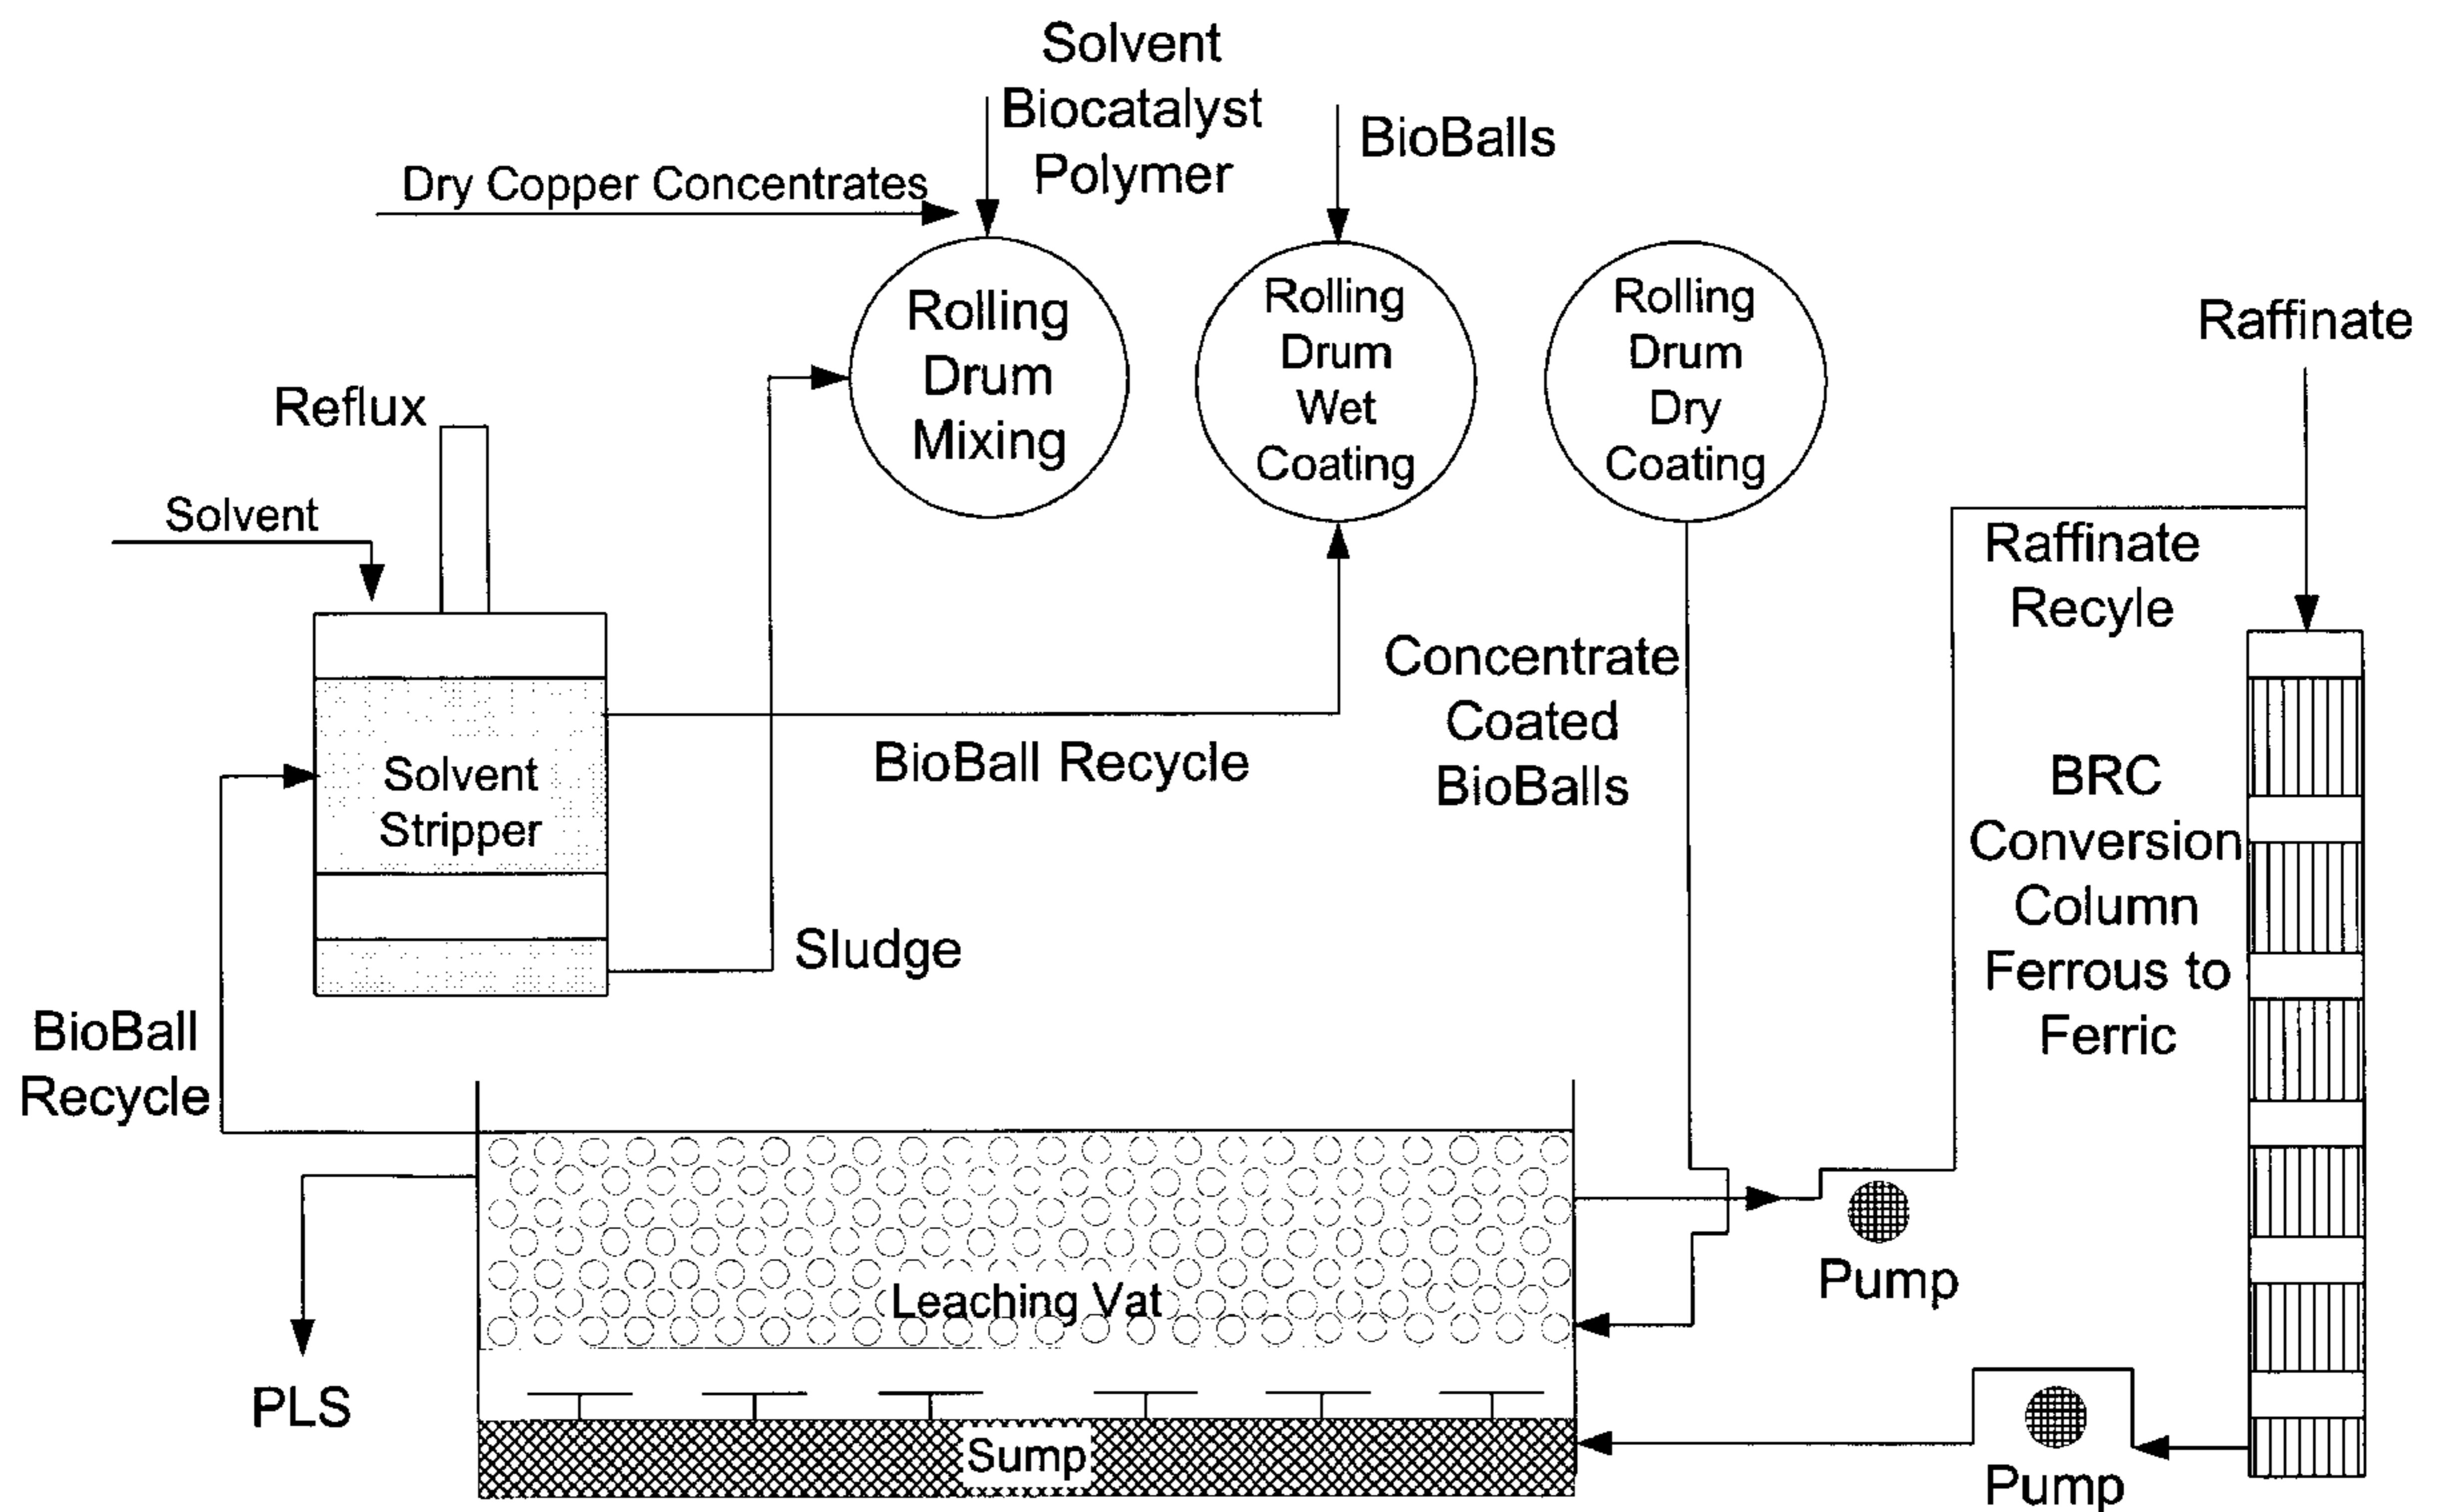 Solvent
Biocatalyst
Polymer
BioBalls
Dry Copper Concentrates
Rolling
Drum
Mixing
Rolling
Drum
Wet
Coating
Rolling
Drum
Dry
Coating
Raffinate
Reflux
Solvent
Raffinate
Recyle
Concentrate
Coated
BioBalls
BioBall Recycle
Solvent
Stripper
BRC
Conversion
Column
Ferrous to
Ferric
Sludge
BioBall
Recycle
Leaching Vat
Pump
PLS
Sump
Pump